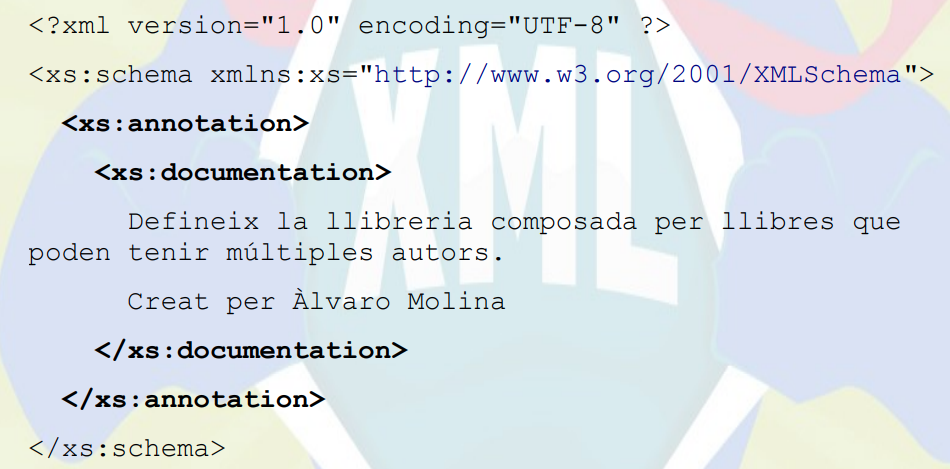 <?xml version="1.0" encoding="UTF-8" ?>
<xs:schema xmlns:xs="http://www.w3.org/2001/XMLSchema">
<xs:annotation>
<xs:documentation>
Defineix la llibreria composada per llibres que
poden tenir múltiples autors.
Creat per Àlvaro Molina
</xs:documentation>
</xs:annotation>
</xs:schema>
XML